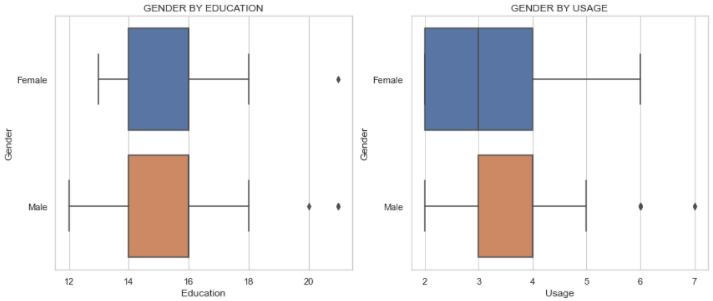 GENDER BY EDUCATION
Female
Male
Gender
12 14 16 18 20
Education
GENDER BY USAGE
Female
Male
Gender
2 3 4 5 6 7
Usage